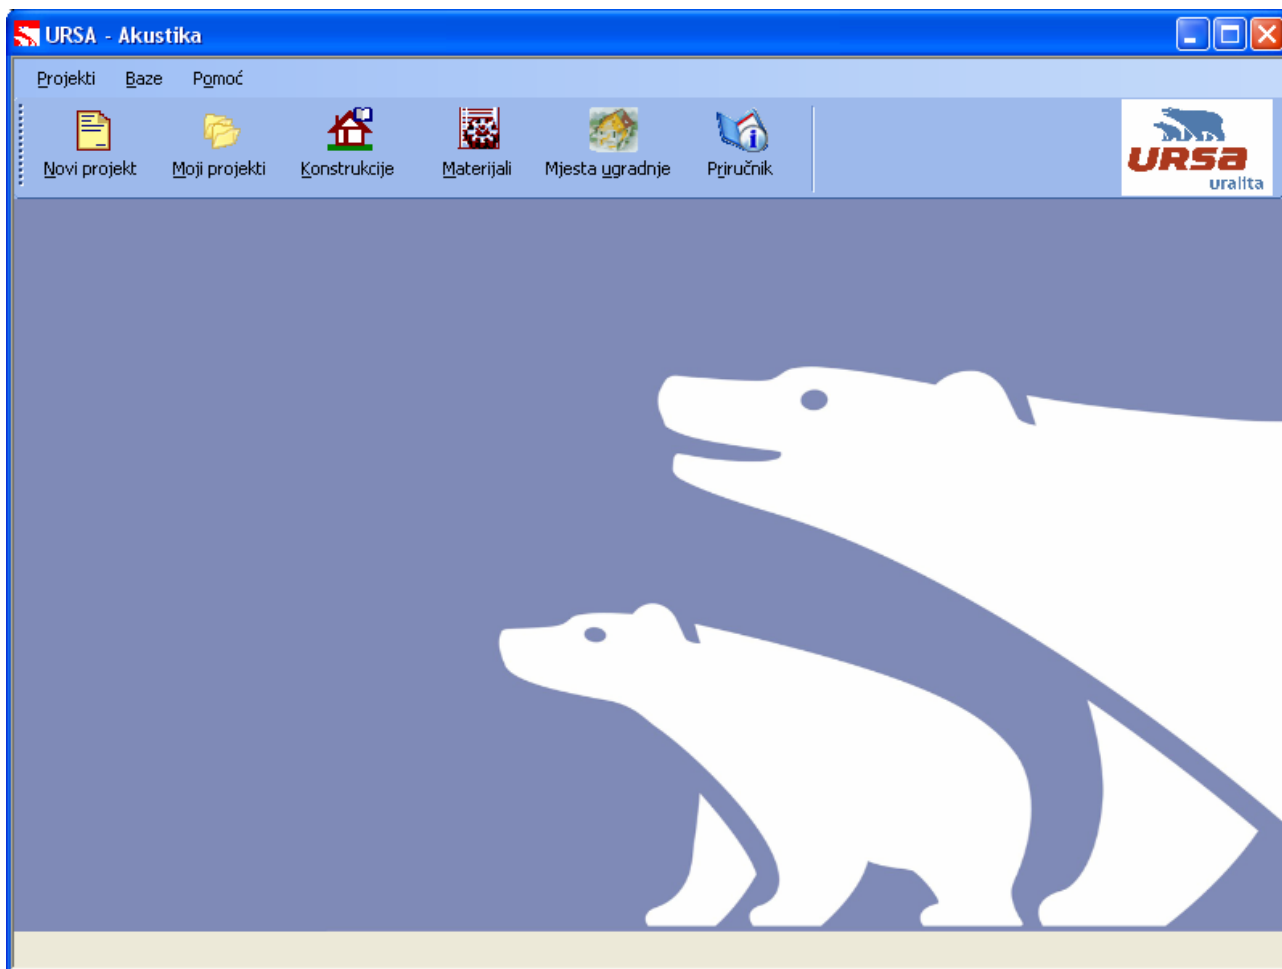 URSA - Akustika
Projekti Baze Pomoć
Novi projekt Moji projekti Konstrukcije Materijali Mjesta ugradnje Priručnik
URSA
uralita